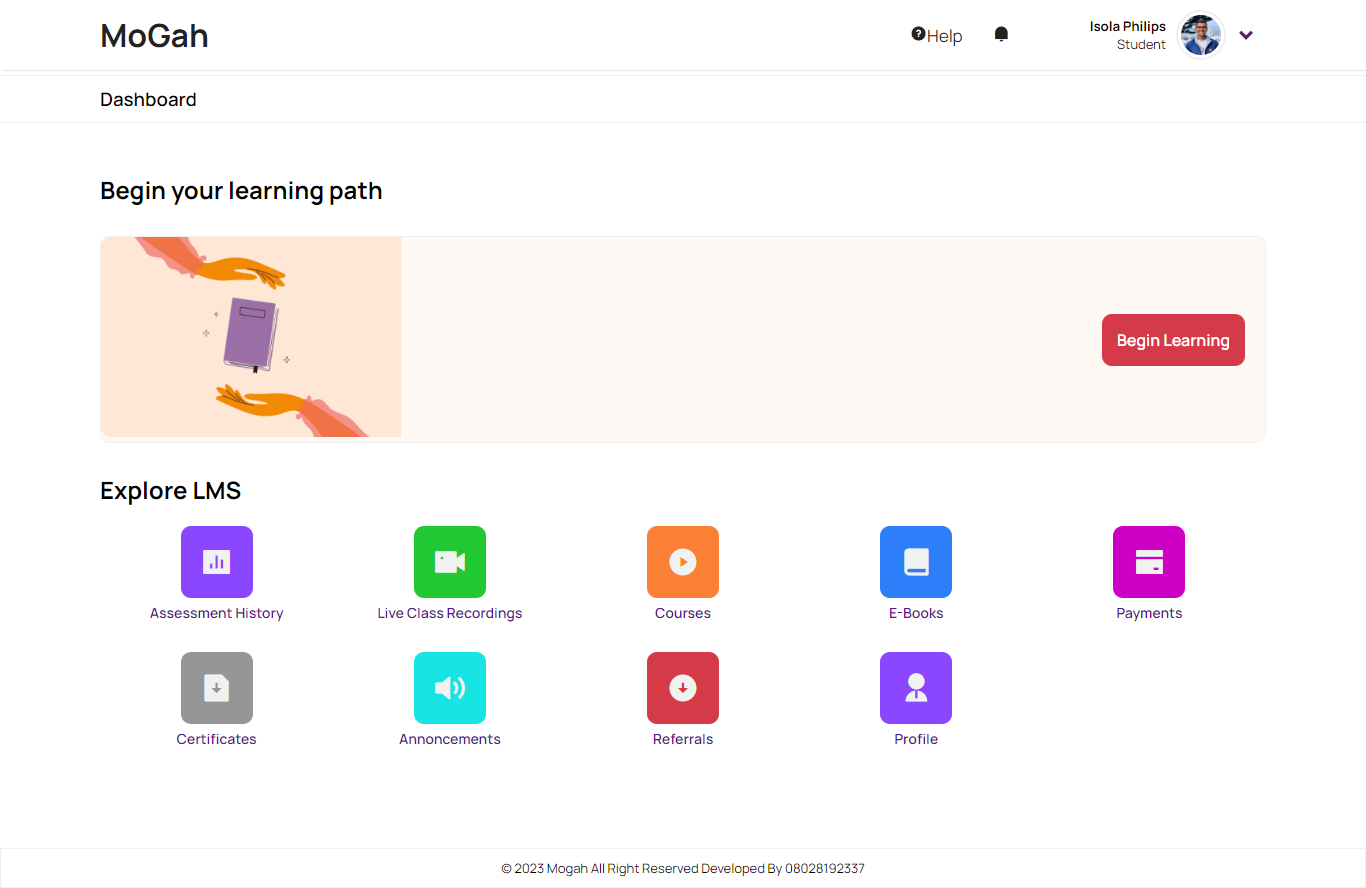 MoGah
Help
Isola Philips
Student
Dashboard
Begin your learning path
Begin Learning
Explore LMS
Assessment History
Live Class Recordings
Courses
E-Books
Payments
Certificates
Annoncements
Referrals
Profile
© 2023 Mogah All Right Reserved Developed By 08028192337